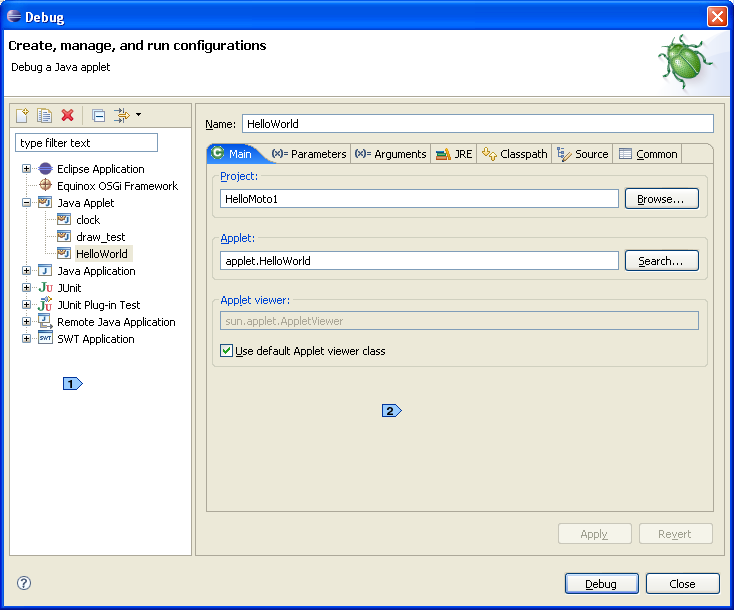 Debug
Create, manage, and run configurations
Debug a Java applet
type filter text
Eclipse Application
Equinox OSGi Framework
Java Applet
clock
draw_test
HelloWorld
Java Application
Ju JUnit
Ju JUnit Plug-in Test
Remote Java Application
SWT SWT Application
1
Name: HelloWorld
C Main (x)= Parameters (x)= Arguments JRE Classpath Source Common
Project:
HelloMoto1 Browse...
Applet:
applet.HelloWorld Search...
Applet viewer:
sun.applet.AppletViewer
Use default Applet viewer class
2
Apply Revert
? Debug Close